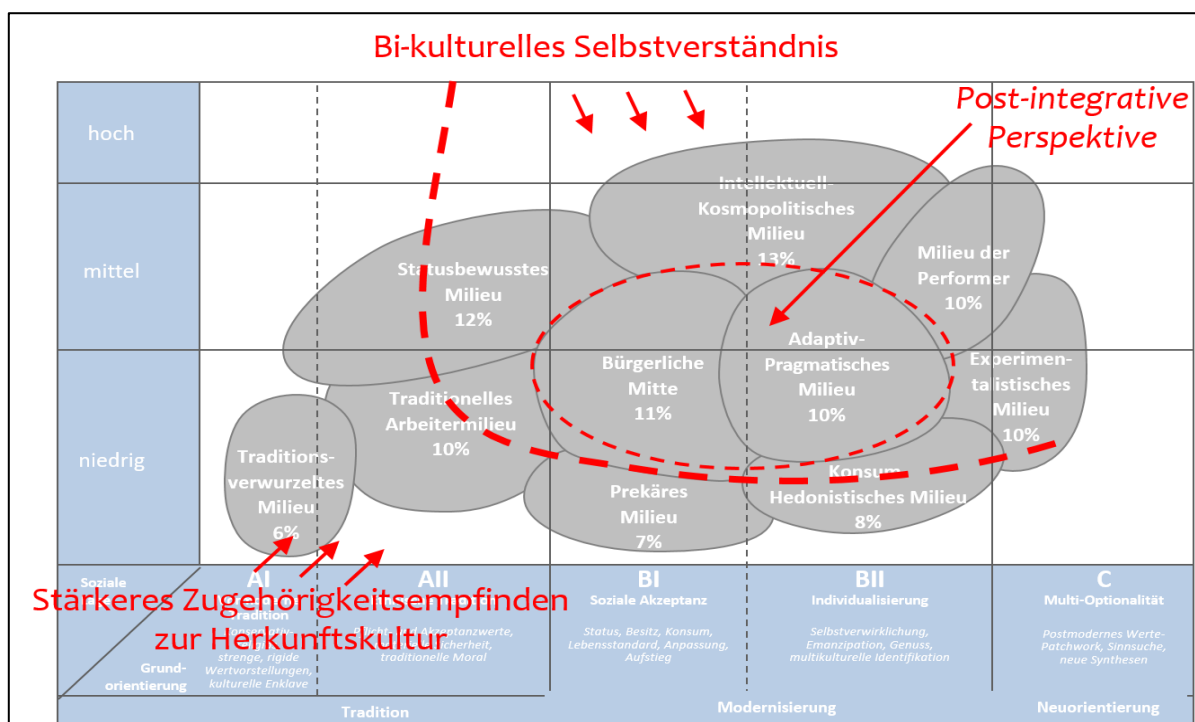 Bi-kulturelles Selbstverständnis
Post-integrative
Perspektive
hoch
mittel
niedrig
Intellektuell-
Kosmopolitisches
Milieu
13%
Statusbewusstes
Milieu
12%
Milieu der
Performer
10%
Bürgerliche
Mitte
11%
Adaptiv-
Pragmatisches
Milieu
10%
Experimen-
talistisches
Milieu
10%
Traditionelles
Arbeitermilieu
10%
Traditions-
verwurzeltes
Milieu
6%
Prekäres
Milieu
7%
Konsum
Hedonistisches Milieu
8%
Stärkeres Zugehörigkeitsempfinden
zur Herkunftskultur
Soziale
Grund-
orientierung
AI
Tradition
strenge, rigide
Wertvorstellungen,
kulturelle Enklave
AII
traditionelle Moral
BI
Soziale Akzeptanz
Status, Besitz, Konsum,
Lebensstandard, Anpassung,
Aufstieg
BII
Individualisierung
Selbstverwirklichung,
Emanzipation, Genuss,
multikulturelle Identifikation
C
Multi-Optionalität
Postmodernes Werte-
Patchwork, Sinnsuche,
neue Synthesen
Tradition
Modernisierung
Neuorientierung